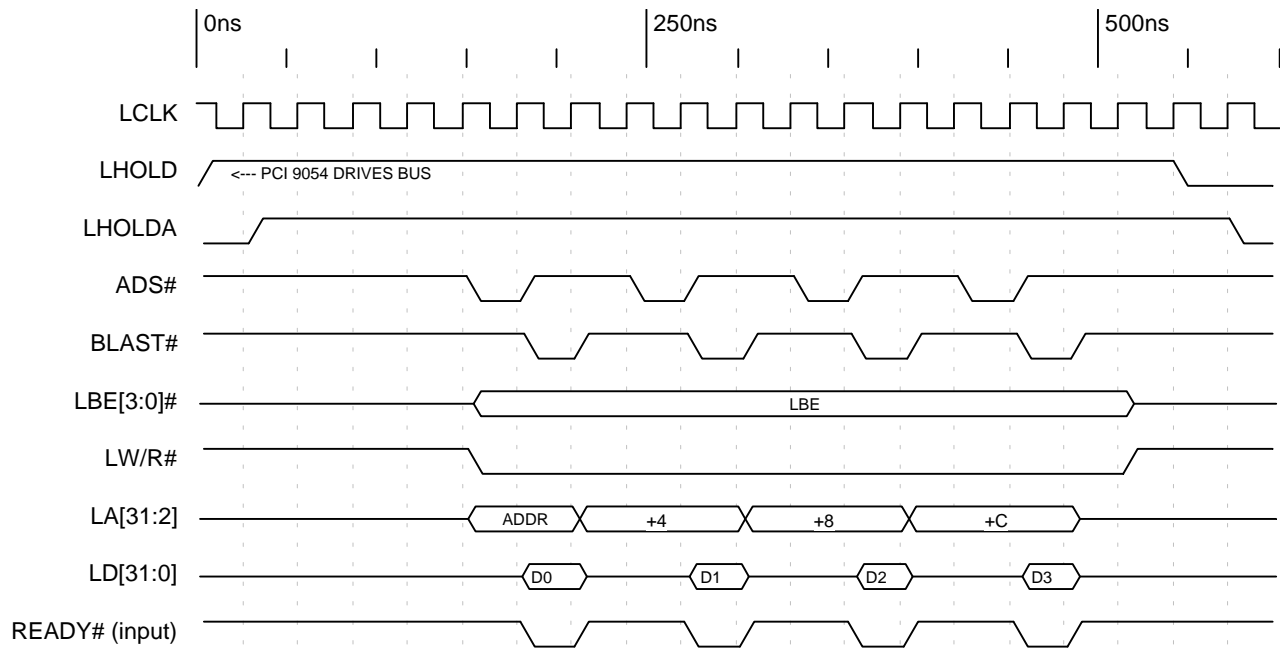 0ns 250ns 500ns
LCLK
LHOLD <--- PCI 9054 DRIVES BUS
LHOLDA
ADS#
BLAST#
LBE[3:0]# LBE
LW/R#
LA[31:2] ADDR +4 +8 +C
LD[31:0] D0 D1 D2 D3
READY# (input)